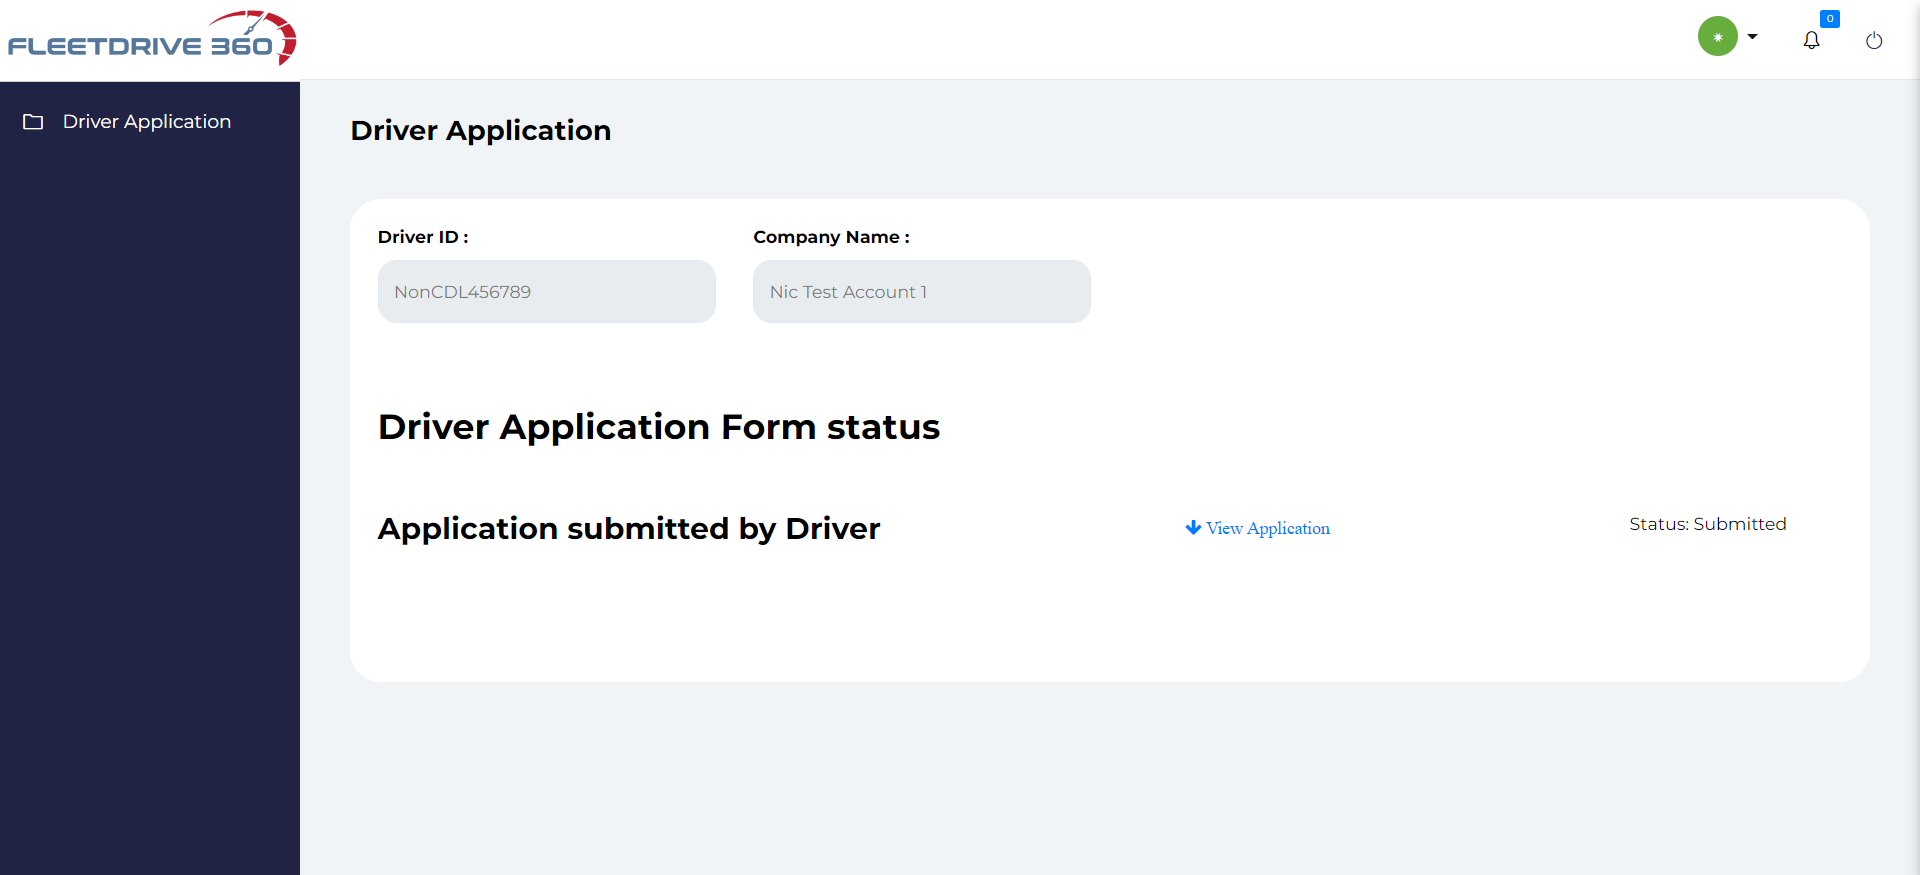 FLEETDRIVE 360
0
Driver Application
Driver Application
Driver ID :
Company Name :
NonCDL456789
Nic Test Account 1
Driver Application Form status
Application submitted by Driver
View Application
Status: Submitted